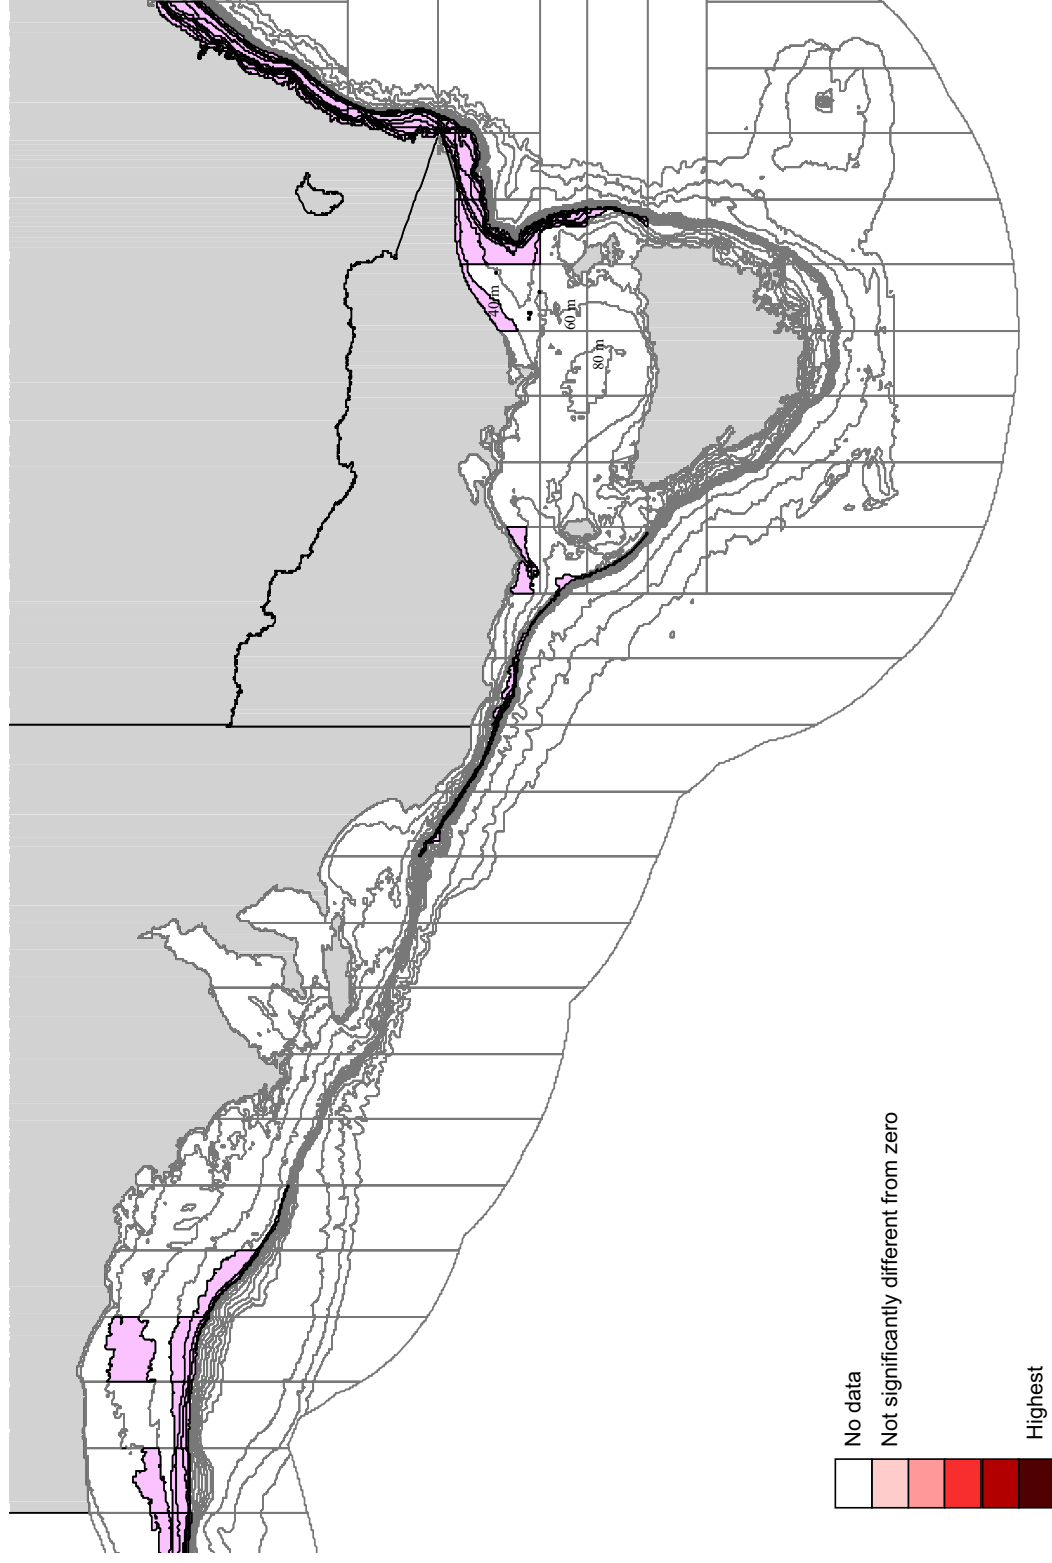 40 m
60 m
80 m
No data
Not significantly different from zero
Highest